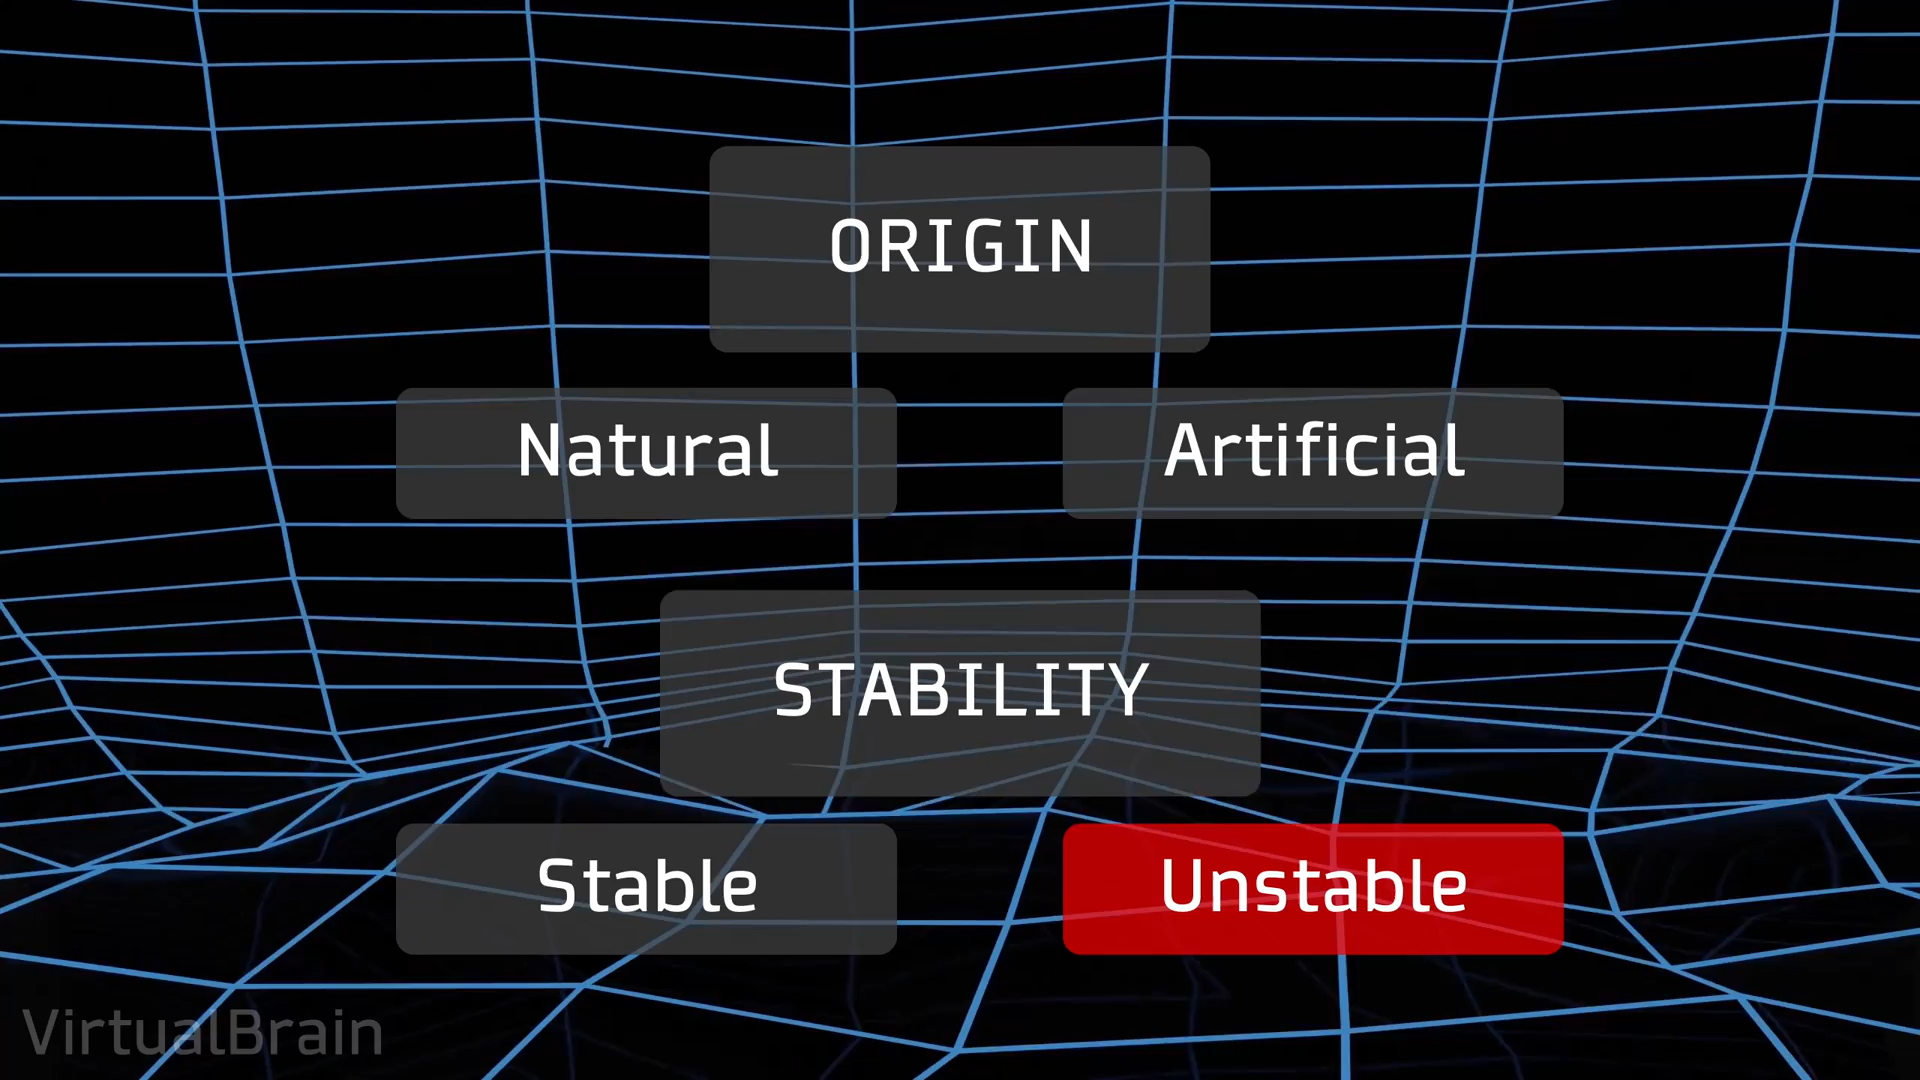 ORIGIN
Natural
Artificial
STABILITY
Stable
Unstable
VirtualBrain